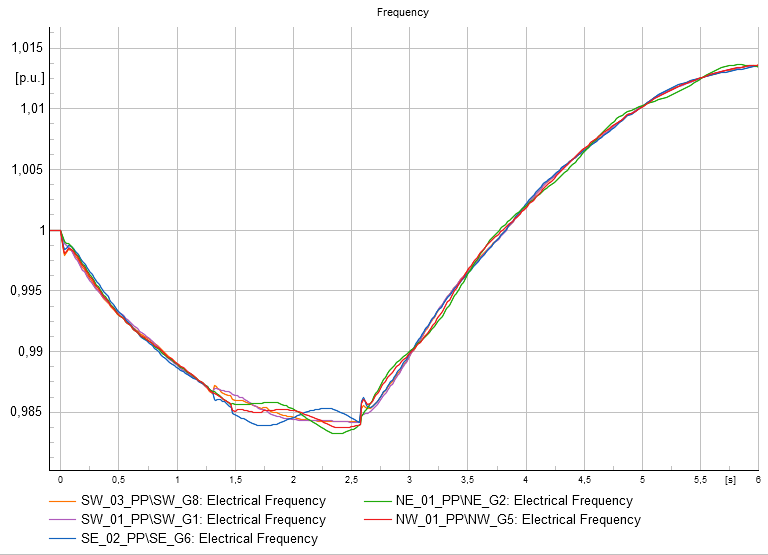 Frequency
1,015
[p.u.]
1,01
1,005
1
0,995
0,99
0,985
0 0,5 1 1,5 2 2,5 3 3,5 4 4,5 5 5,5 [s] 6
SW_03_PP\SW_G8: Electrical Frequency NE_01_PP\NE_G2: Electrical Frequency
SW_01_PP\SW_G1: Electrical Frequency NW_01_PP\NW_G5: Electrical Frequency
SE_02_PP\SE_G6: Electrical Frequency